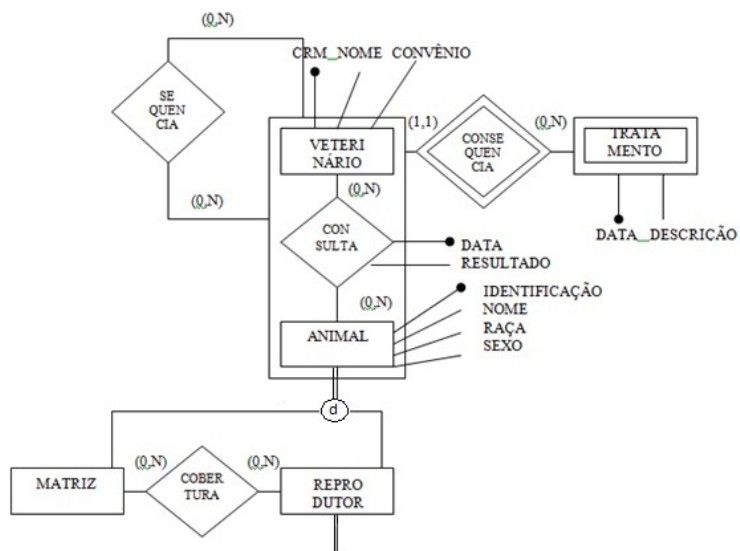 (0,N)
CRM_NOME CONVÊNIO
SE
QUEN
CIA
(1,1)
(0,N)
VETERI
NÁRIO
CONSE
QUEN
CIA
TRATA
MENTO
(0,N)
(0,N)
CON
SULTA
DATA
RESULTADO
DATA_DESCRIÇÃO
(0,N)
IDENTIFICAÇÃO
NOME
RAÇA
SEXO
ANIMAL
d
(0,N)
(0,N)
MATRIZ
COBER
TURA
REPRO
DUTOR